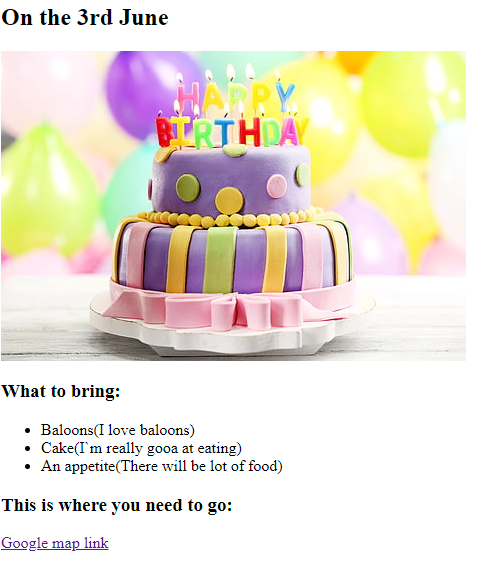 On the 3rd June
HAPPY
BIRTHDAY
What to bring:
Baloons(I love baloons)
Cake(I`m really gooa at eating)
An appetite(There will be lot of food)
This is where you need to go:
Google map link